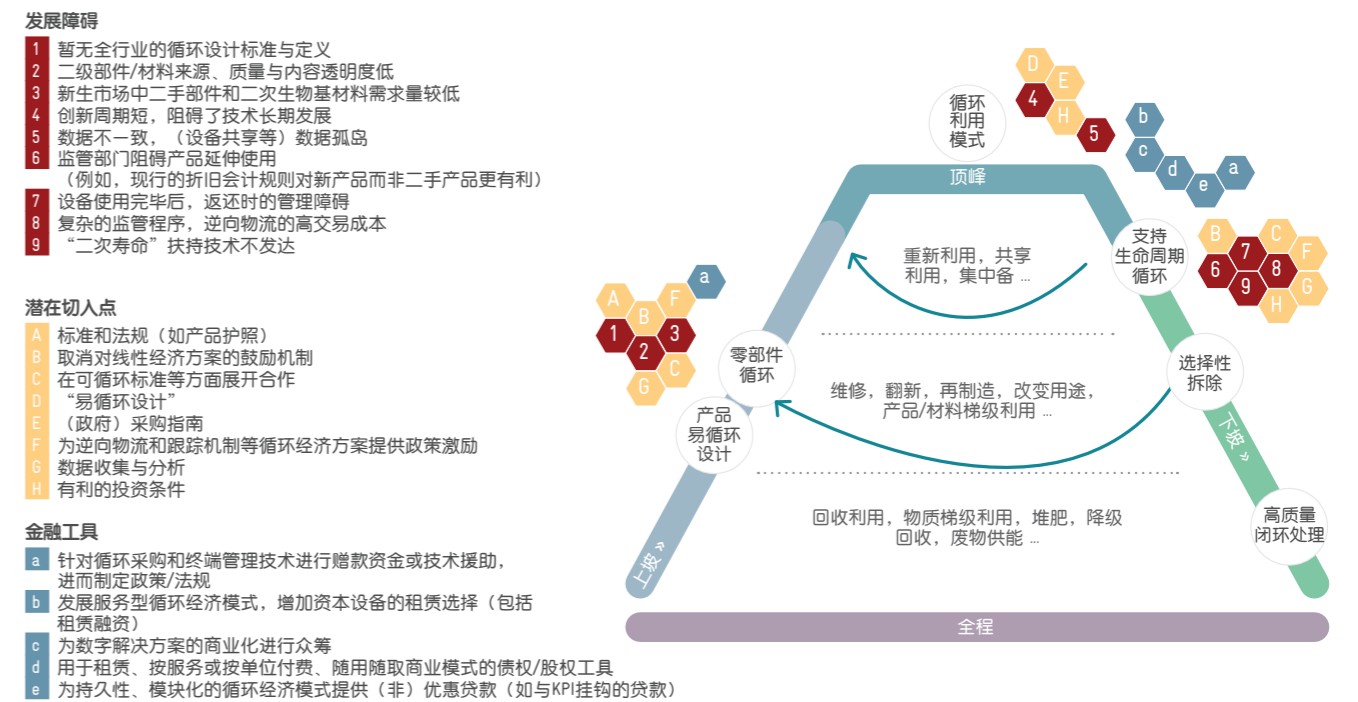 发展障碍
1 暂无全行业的循环设计标准与定义
2 二级部件/材料来源、质量与内容透明度低
3 新生市场中二手部件和二次生物基材料需求量较低
4 创新周期短，阻碍了技术长期发展
5 数据不一致，（设备共享等）数据孤岛
6 监管部门阻碍产品延伸使用
（例如，现行的折旧会计规则对新产品而非二手产品更有利）
7 设备使用完毕后，返还时的管理障碍
8 复杂的监管程序，逆向物流的高交易成本
9 “二次寿命”扶持技术不发达
潜在切入点
A 标准和法规（如产品护照）
B 取消对线性经济方案的鼓励机制
C 在可循环标准等方面展开合作
D “易循环设计”
E （政府）采购指南
F 为逆向物流和跟踪机制等循环经济方案提供政策激励
G 数据收集与分析
H 有利的投资条件
金融工具
a 针对循环采购和终端管理技术进行赠款资金或技术援助，
进而制定政策/法规
b 发展服务型循环经济模式，增加资本设备的租赁选择（包括
租赁融资）
c 为数字解决方案的商业化进行众筹
d 用于租赁、按服务或按单位付费、随用随取商业模式的债权/股权工具
e 为持久性、模块化的循环经济模式提供（非）优惠贷款（如与KPI挂钩的贷款）
循环
利用
模式
D
E
4
H
5
b
c
d
e
a
顶峰
支持
生命周期
循环
B
C
7
F
6
8
9
G
H
重新利用，共享
利用，集中备 ...
a
A
F
B
1
3
2
C
G
零部件
循环
产品
易循环
设计
选择性
拆除
维修，翻新，再制造，改变用途，
产品/材料梯级利用 ...
下坡 »
高质量
闭环处理
回收利用，物质梯级利用，堆肥，降级
回收，废物供能 ...
上坡 »
全程